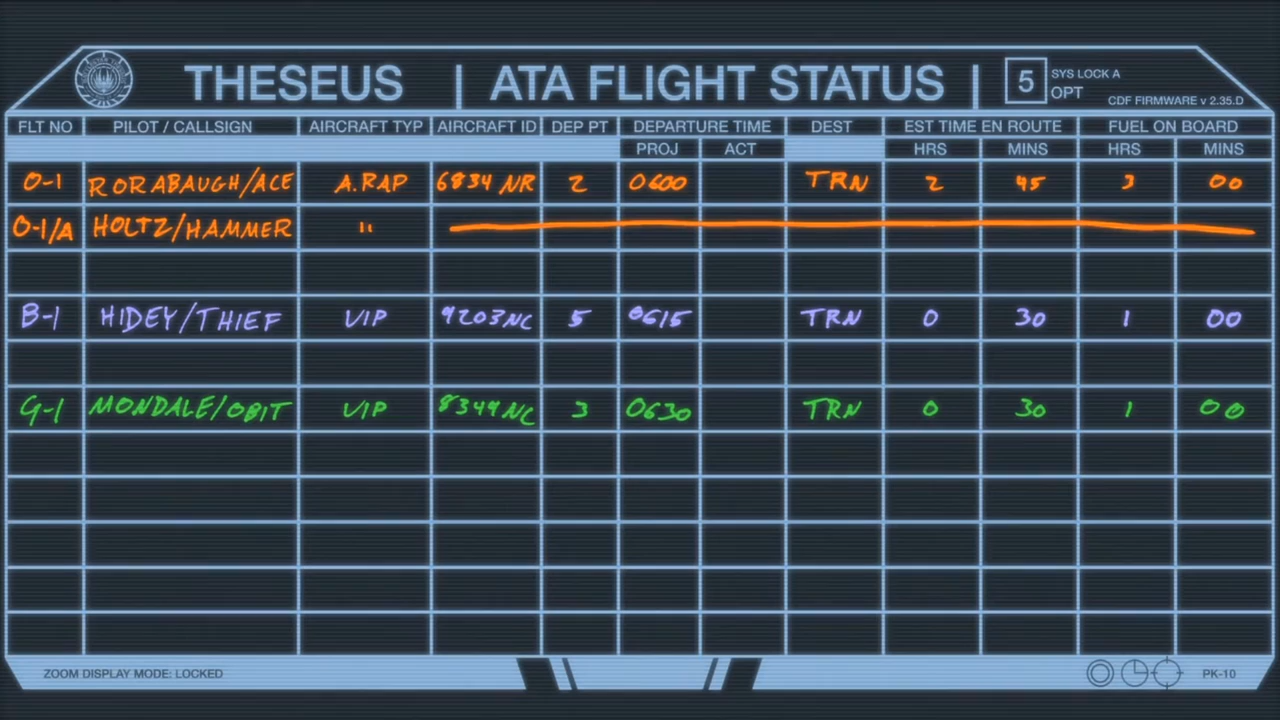 THESEUS | ATA FLIGHT STATUS | 5 SYS LOCK A
OPT
CDF FIRMWARE v 2.35.D
FLT NO PILOT / CALLSIGN AIRCRAFT TYP AIRCRAFT ID DEP PT DEPARTURE TIME DEST EST TIME EN ROUTE FUEL ON BOARD
PROJ ACT HRS MINS HRS MINS
O-1 RORABAUGH/ACE A.RAP 6834 NR 2 0600 TRN 2 45 3 00
O-1/A HOLTZ/HAMMER "
B-1 HIDEY/THIEF VIP 9203NC 5 0615 TRN 0 30 1 00
G-1 MONDALE/OBIT VIP 8344NC 3 0630 TRN 0 30 1 00
ZOOM DISPLAY MODE: LOCKED PK-10